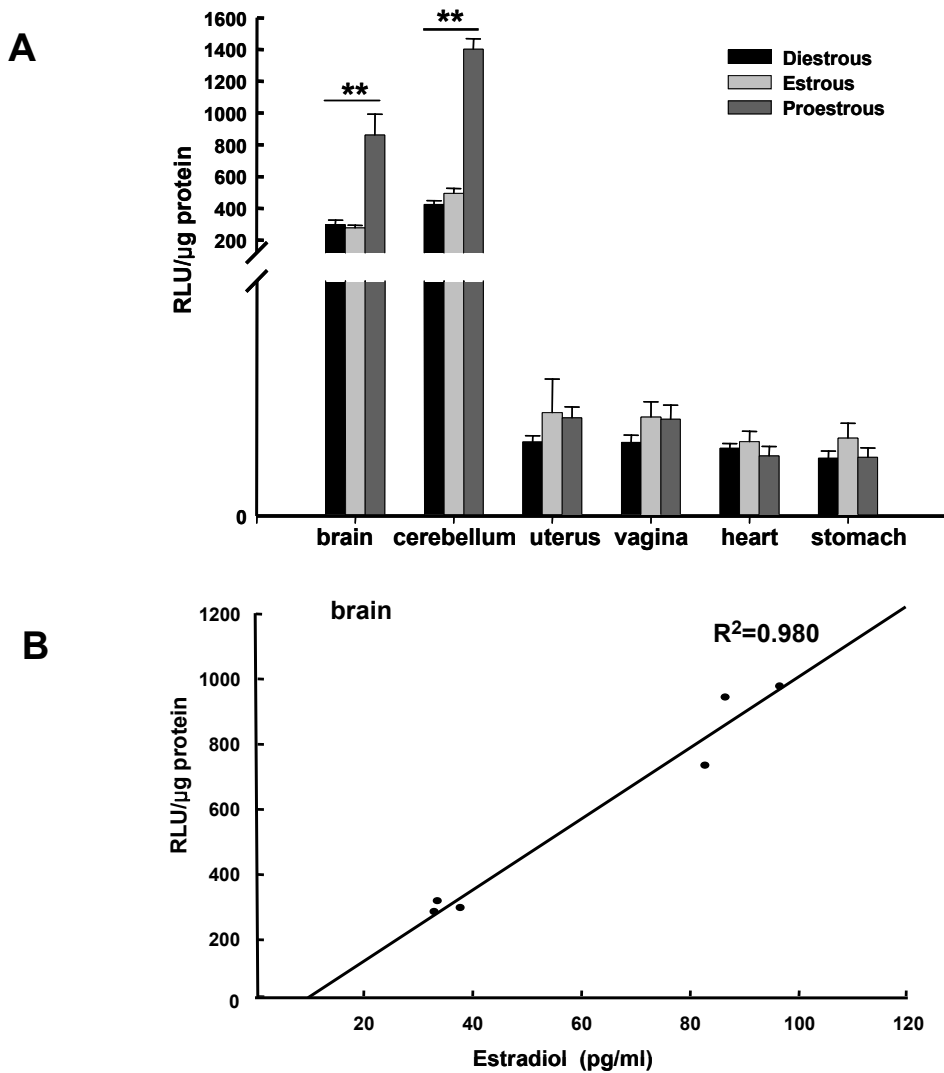 A
1600
1400
1000
800
600
400
200
0
RLU/µg protein
**
**
Diestrous
Estrous
Proestrous
brain cerebellum uterus vagina heart stomach
B
brain
R²=0.980
1200
1000
800
600
400
200
0
RLU/µg protein
20 40 60 80 100 120
Estradiol (pg/ml)